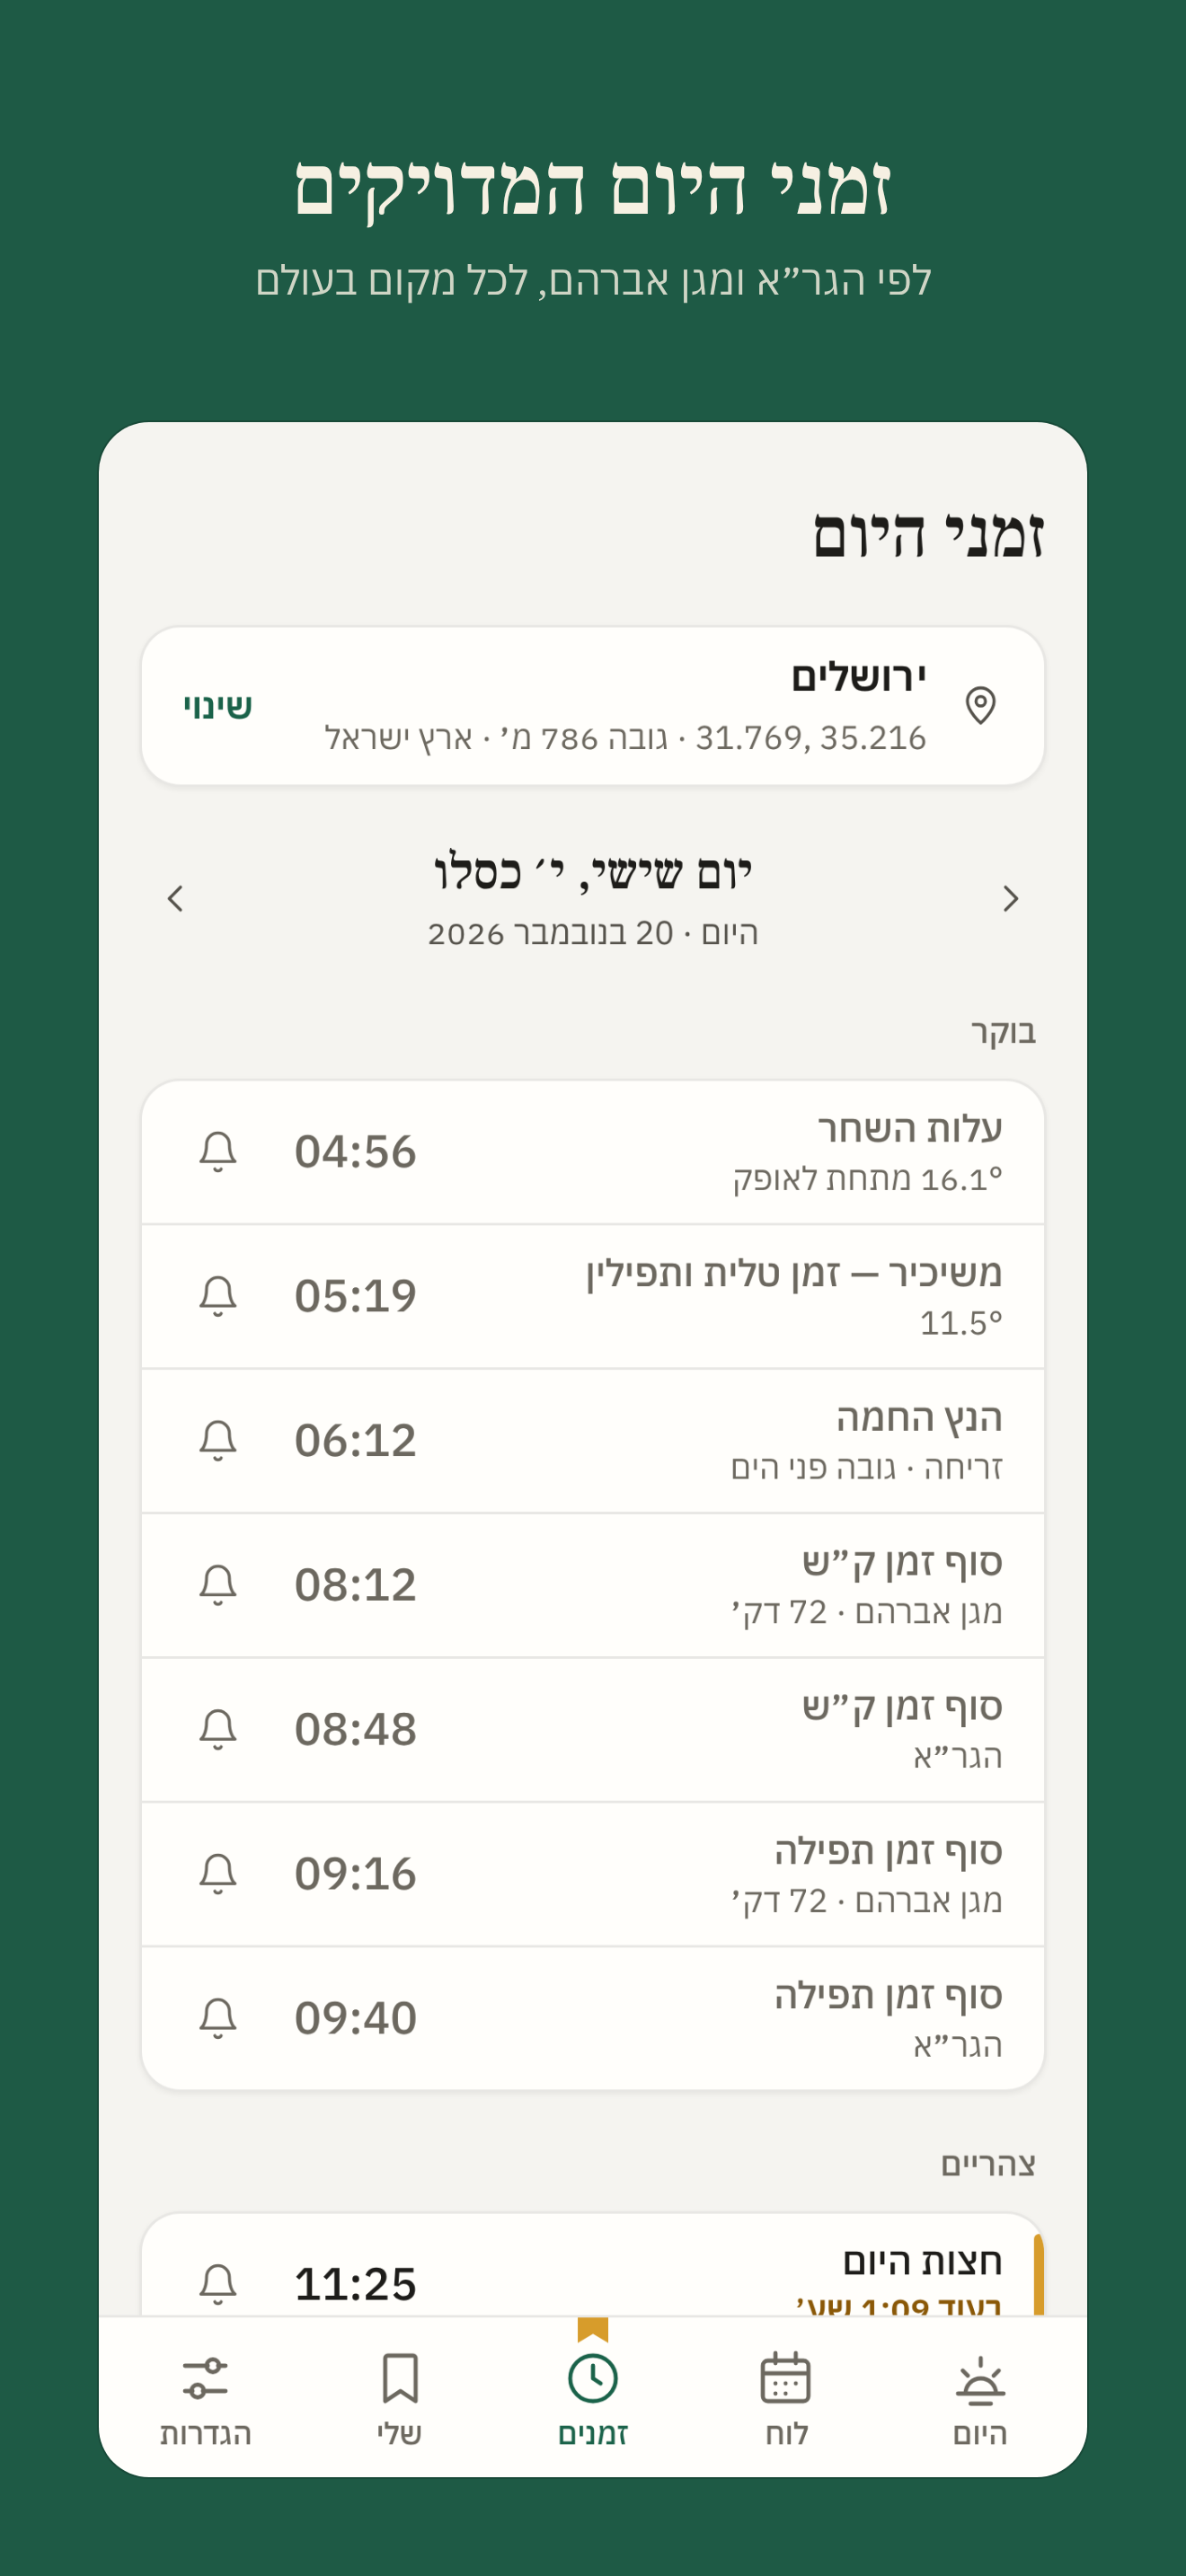 זמני היום המדויקים
לפי הגר״א ומגן אברהם, לכל מקום בעולם
זמני היום
ירושלים
31.769, 35.216 · גובה 786 מ׳ · ארץ ישראל
שינוי
יום שישי, י׳ כסלו
היום · 20 בנובמבר 2026
בוקר
עלות השחר
16.1° מתחת לאופק
04:56
משיכיר — זמן טלית ותפילין
11.5°
05:19
הנץ החמה
זריחה · גובה פני הים
06:12
סוף זמן ק״ש
מגן אברהם · 72 דק׳
08:12
סוף זמן ק״ש
הגר״א
08:48
סוף זמן תפילה
מגן אברהם · 72 דק׳
09:16
סוף זמן תפילה
הגר״א
09:40
צהריים
חצות היום
בעוד 1:09 שע׳
11:25
היום
לוח
זמנים
שלי
הגדרות